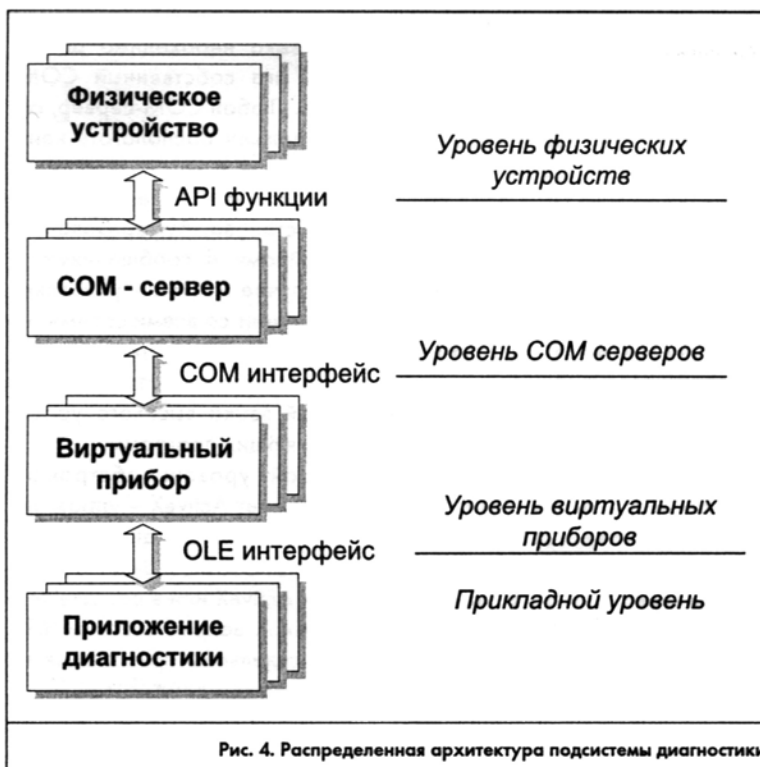 Физическое
устройство
Уровень физических
устройств
API функции
COM - сервер
Уровень COM серверов
COM интерфейс
Виртуальный
прибор
Уровень виртуальных
приборов
OLE интерфейс
Прикладной уровень
Приложение
диагностики
Рис. 4. Распределенная архитектура подсистемы диагностики